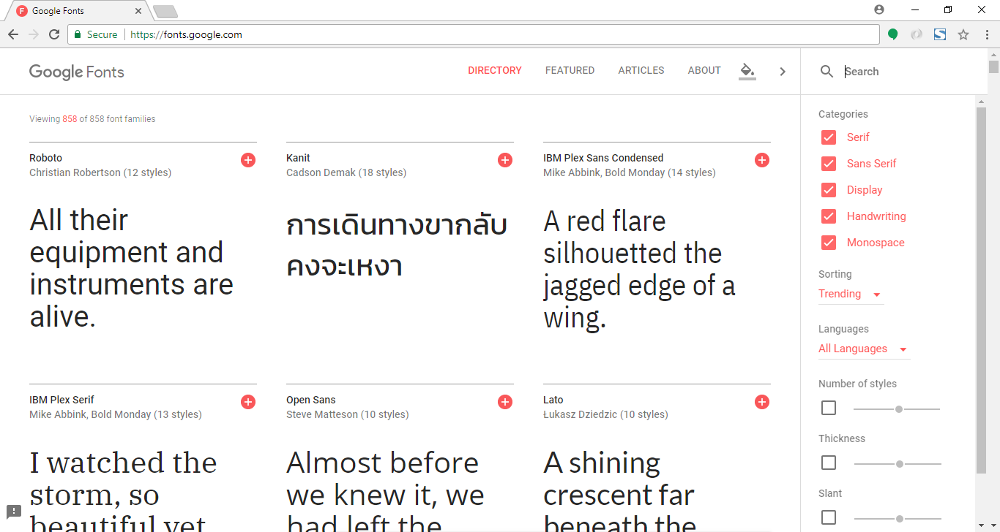 Google Fonts
Secure
https://fonts.google.com
Google Fonts
DIRECTORY
FEATURED
ARTICLES
ABOUT
Search
Viewing 858 of 858 font families
Roboto
Christian Robertson (12 styles)
All their
equipment and
instruments are
alive.
Kanit
Cadson Demak (18 styles)
การเดินทางขากลับ
คงจะเหงา
IBM Plex Sans Condensed
Mike Abbink, Bold Monday (14 styles)
A red flare
silhouetted the
jagged edge of a
wing.
IBM Plex Serif
Mike Abbink, Bold Monday (13 styles)
I watched the
storm, so
beautiful yet
Open Sans
Steve Matteson (10 styles)
Almost before
we knew it, we
had left the
Lato
Łukasz Dziedzic (10 styles)
A shining
crescent far
beneath the
Categories
Serif
Sans Serif
Display
Handwriting
Monospace
Sorting
Trending
Languages
All Languages
Number of styles
Thickness
Slant